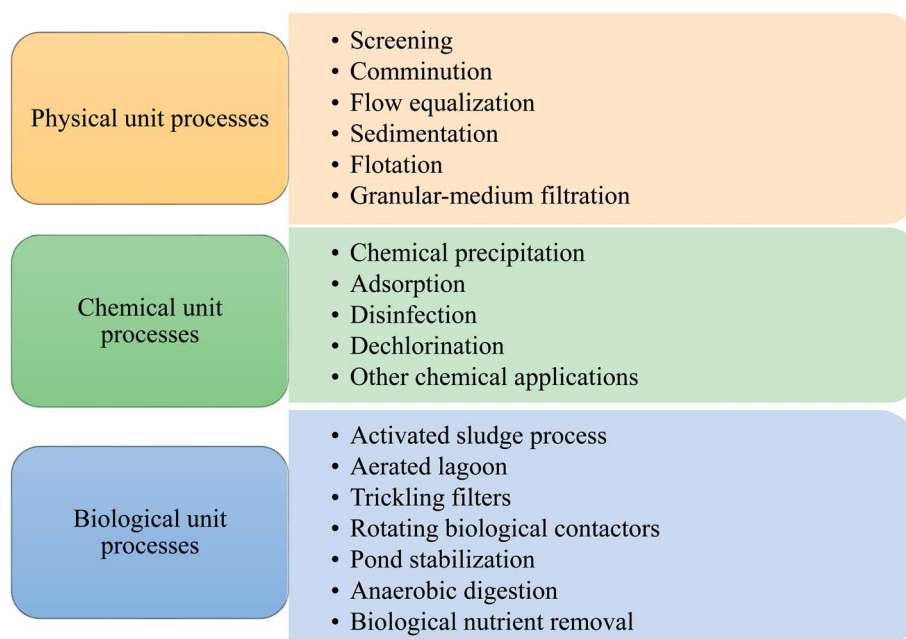 Physical unit processes
• Screening
• Comminution
• Flow equalization
• Sedimentation
• Flotation
• Granular-medium filtration
Chemical unit
processes
• Chemical precipitation
• Adsorption
• Disinfection
• Dechlorination
• Other chemical applications
Biological unit
processes
• Activated sludge process
• Aerated lagoon
• Trickling filters
• Rotating biological contactors
• Pond stabilization
• Anaerobic digestion
• Biological nutrient removal